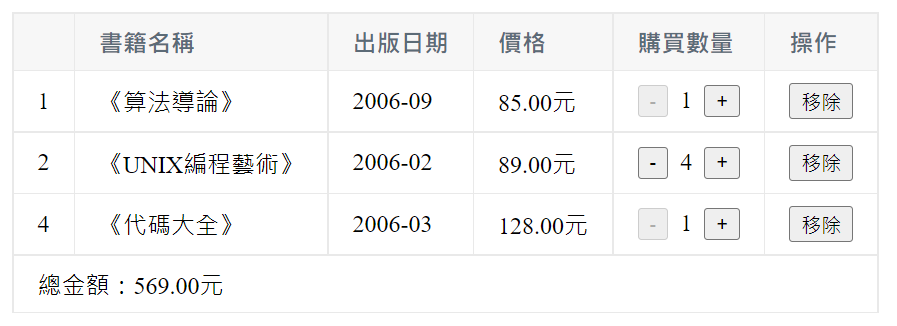 書籍名稱 出版日期 價格 購買數量 操作
1 《算法導論》 2006-09 85.00元 - 1 + 移除
2 《UNIX編程藝術》 2006-02 89.00元 - 4 + 移除
4 《代碼大全》 2006-03 128.00元 - 1 + 移除
總金額：569.00元